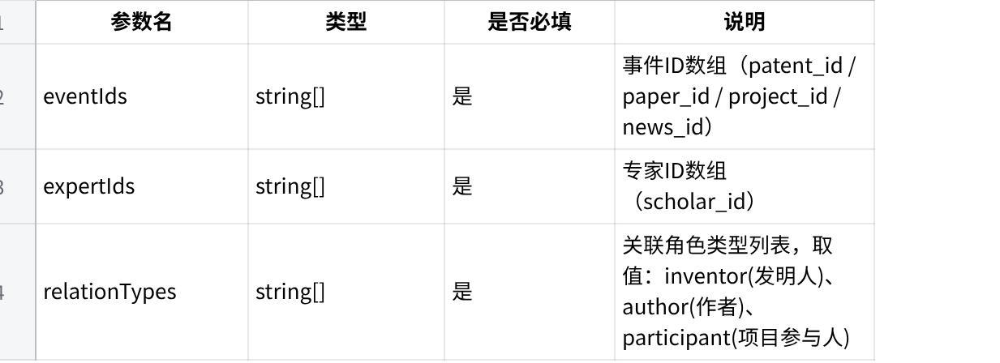 1
参数名
类型
是否必填
说明
2
eventIds
string[]
是
事件ID数组（patent_id /
paper_id / project_id /
news_id）
3
expertIds
string[]
是
专家ID数组
（scholar_id）
4
relationTypes
string[]
是
关联角色类型列表，取
值：inventor(发明人)、
author(作者)、
participant(项目参与人)